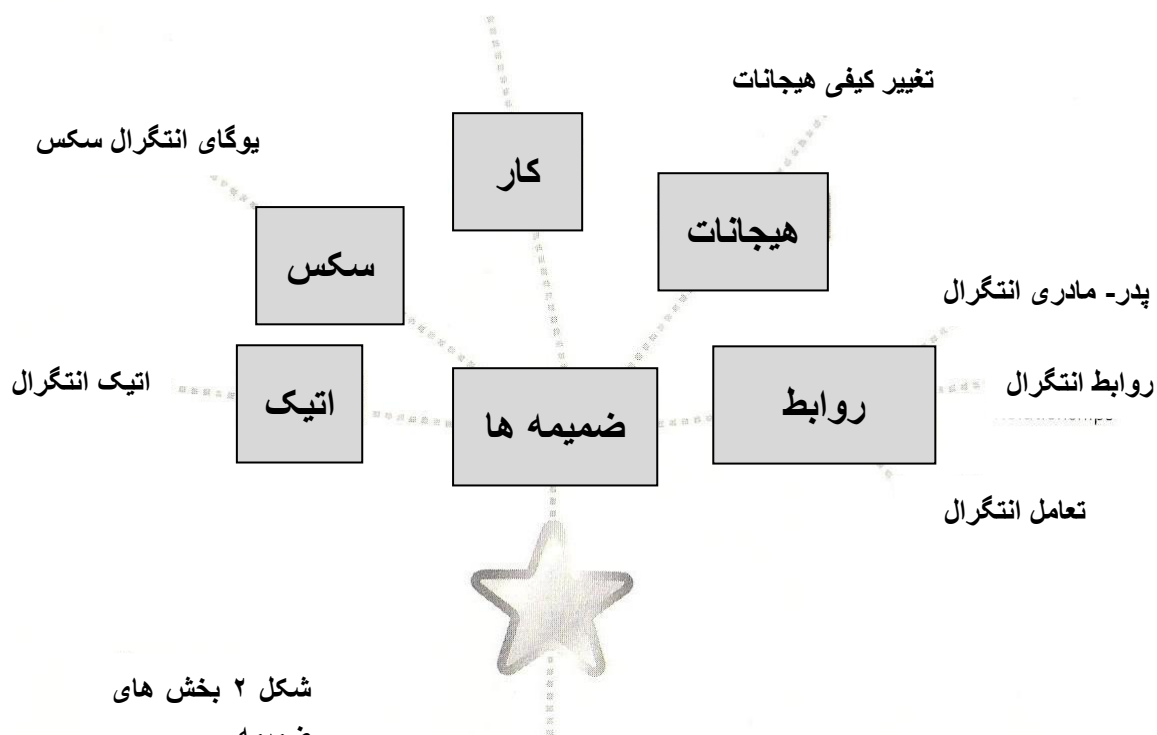 تغییر کیفی هیجانات
یوگای انتگرال سکس
کار
هیجانات
سکس
پدر- مادری انتگرال
روابط انتگرال
روابط
ضمیمه ها
اتیک
اتیک انتگرال
تعامل انتگرال
شکل ۲ بخش های